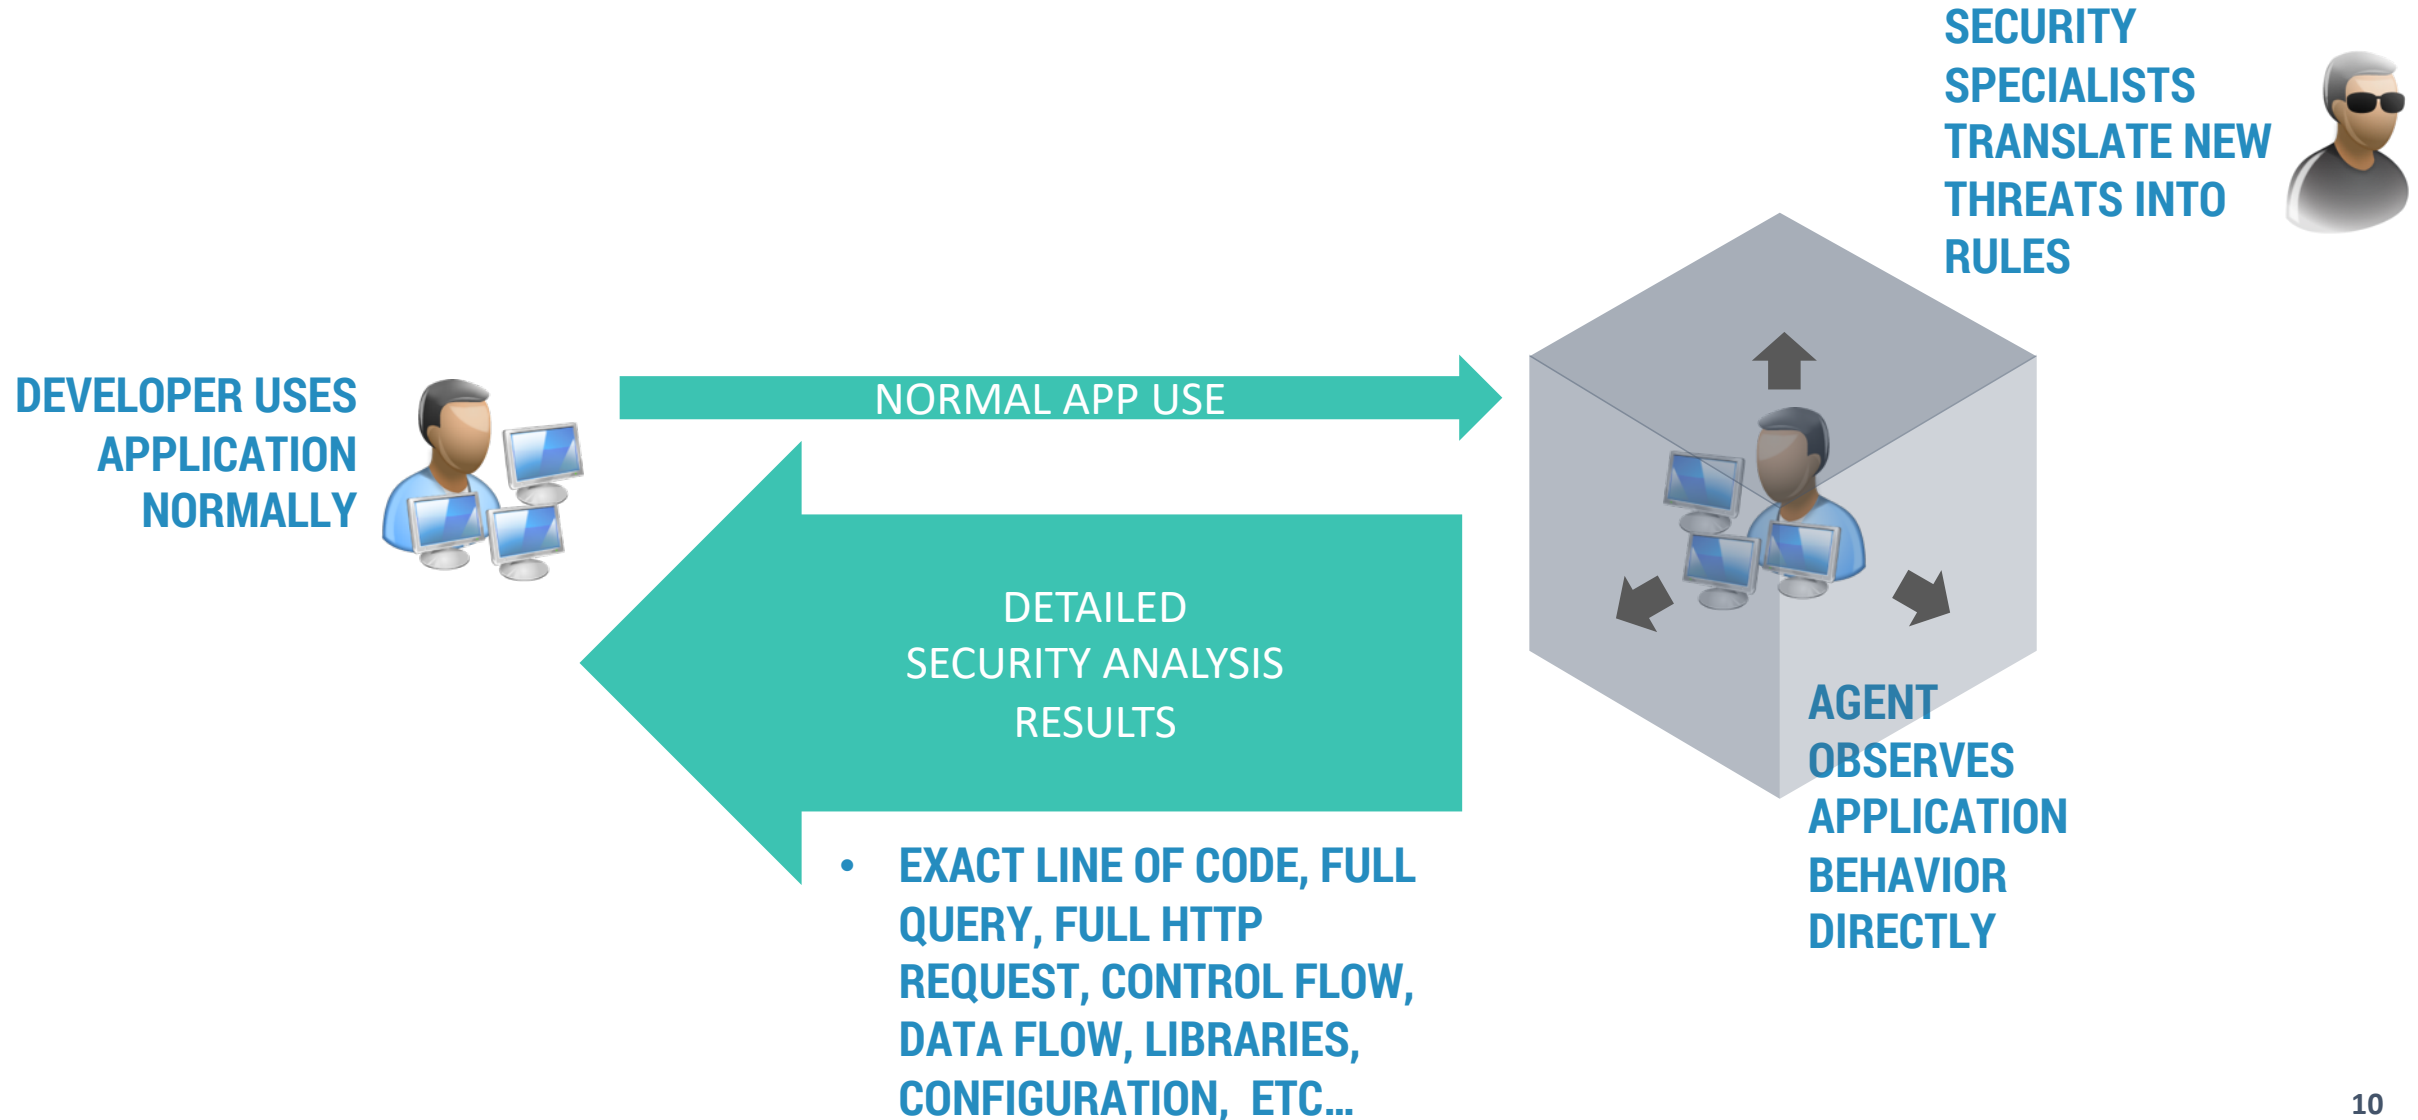 SECURITY
SPECIALISTS
TRANSLATE NEW
THREATS INTO
RULES
DEVELOPER USES
APPLICATION
NORMALLY
NORMAL APP USE
DETAILED
SECURITY ANALYSIS
RESULTS
AGENT
OBSERVES
APPLICATION
BEHAVIOR
DIRECTLY
• EXACT LINE OF CODE, FULL
QUERY, FULL HTTP
REQUEST, CONTROL FLOW,
DATA FLOW, LIBRARIES,
CONFIGURATION, ETC...
10